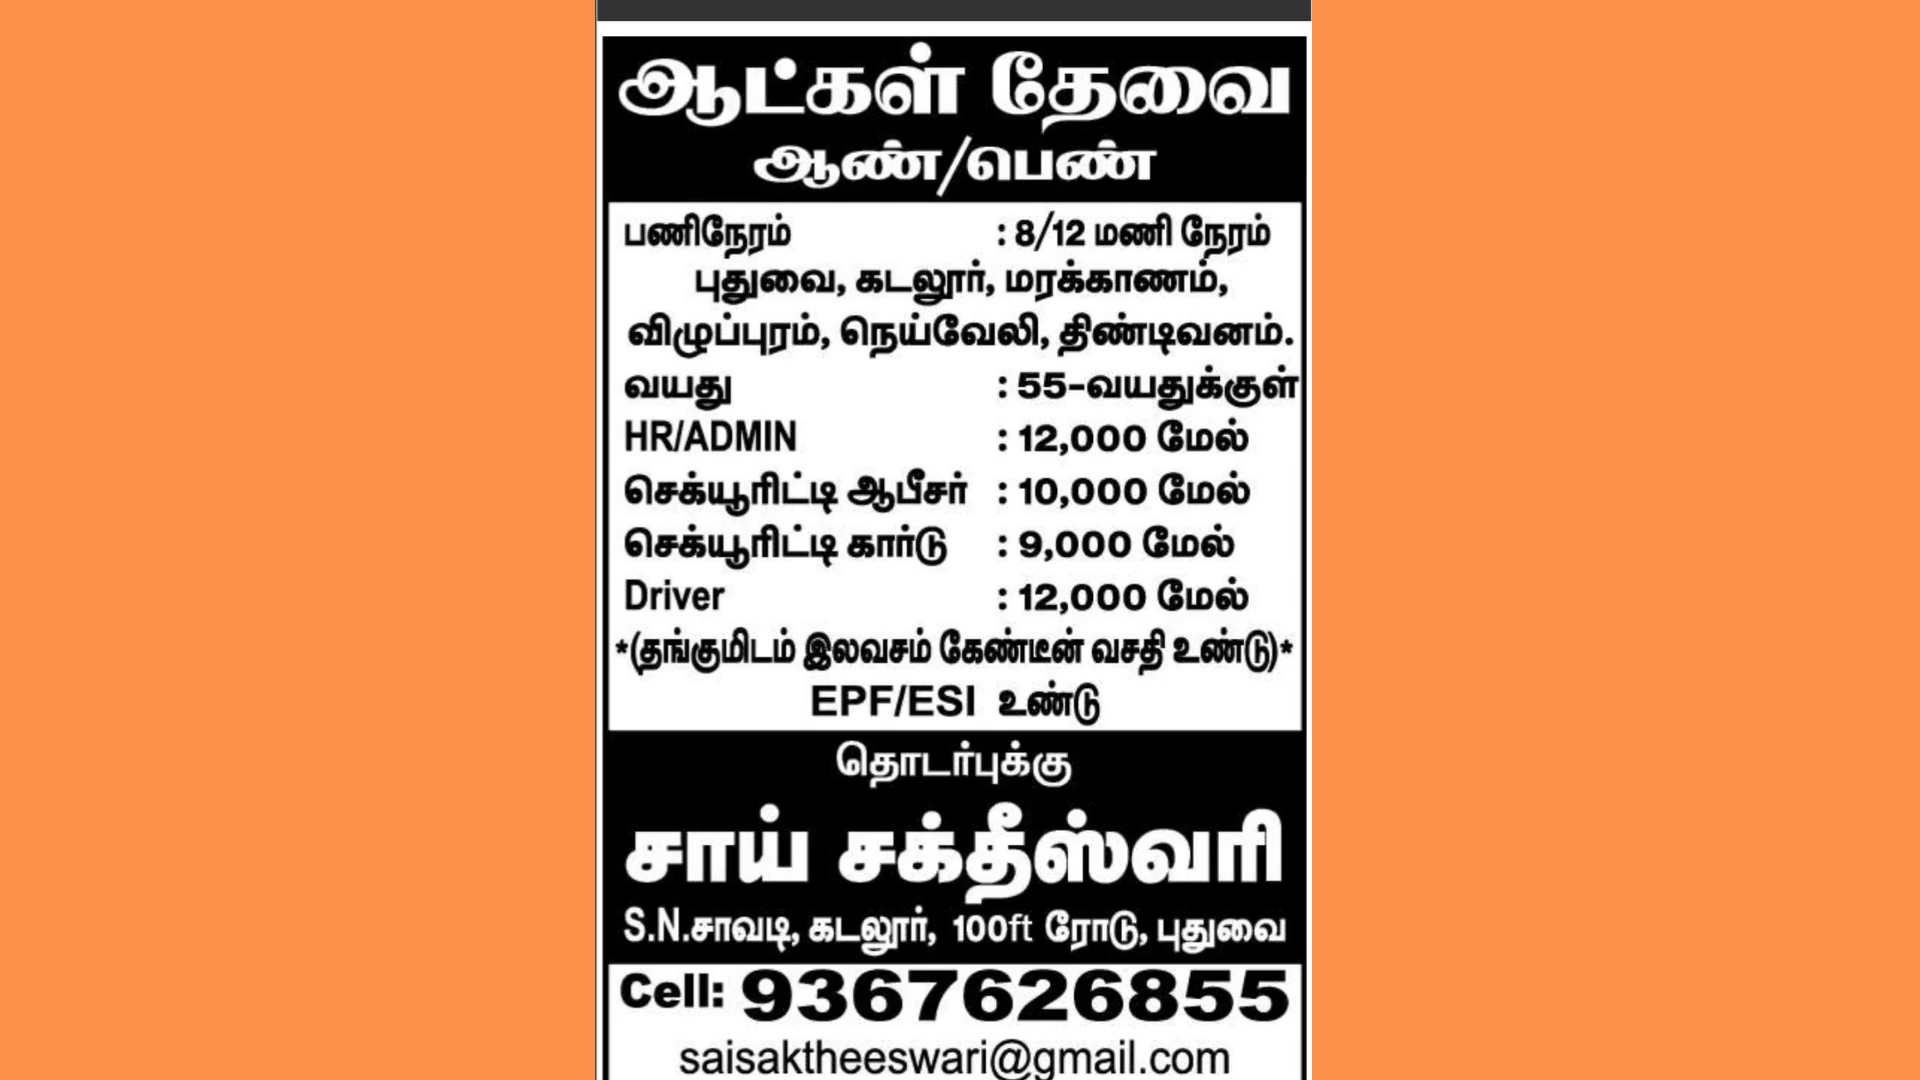 ஆட்கள் தேவை
ஆண்/பெண்
பணிநேரம் : 8/12 மணி நேரம்
புதுவை, கடலூர், மரக்காணம்,
விழுப்புரம், நெய்வேலி, திண்டிவனம்.
வயது : 55-வயதுக்குள்
HR/ADMIN : 12,000 மேல்
செக்யூரிட்டி ஆபீசர் : 10,000 மேல்
செக்யூரிட்டி கார்டு : 9,000 மேல்
Driver : 12,000 மேல்
*(தங்குமிடம் இலவசம் கேண்டீன் வசதி உண்டு)*
EPF/ESI உண்டு
தொடர்புக்கு
சாய் சக்தீஸ்வரி
S.N.சாவடி, கடலூர், 100ft ரோடு, புதுவை
Cell: 9367626855
saisaktheeswari@gmail.com